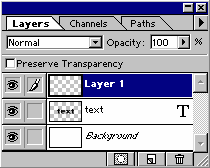 Layers Channels Paths
Normal Opacity: 100 %
Preserve Transparency
Layer 1
text text T
Background